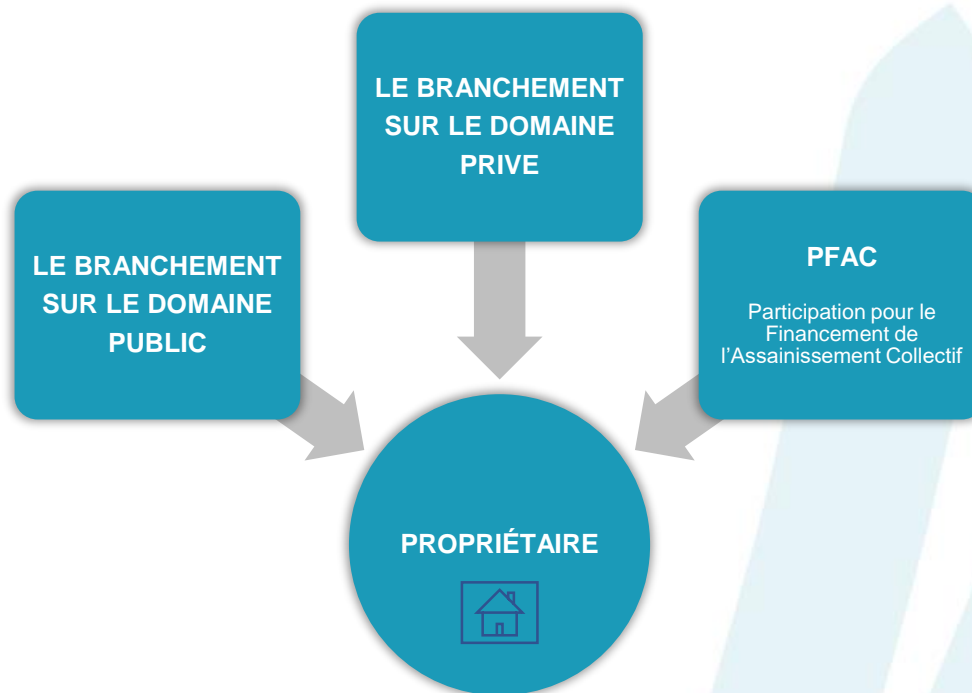 LE BRANCHEMENT
SUR LE DOMAINE
PRIVE
LE BRANCHEMENT
SUR LE DOMAINE
PUBLIC
PFAC
Participation pour le
Financement de
l’Assainissement Collectif
PROPRIÉTAIRE